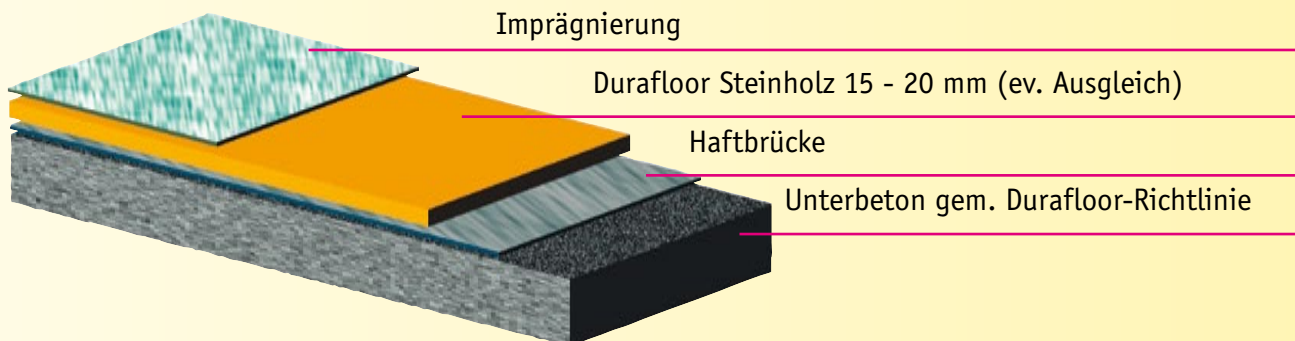 Imprägnierung
Durafloor Steinholz 15 - 20 mm (ev. Ausgleich)
Haftbrücke
Unterbeton gem. Durafloor-Richtlinie